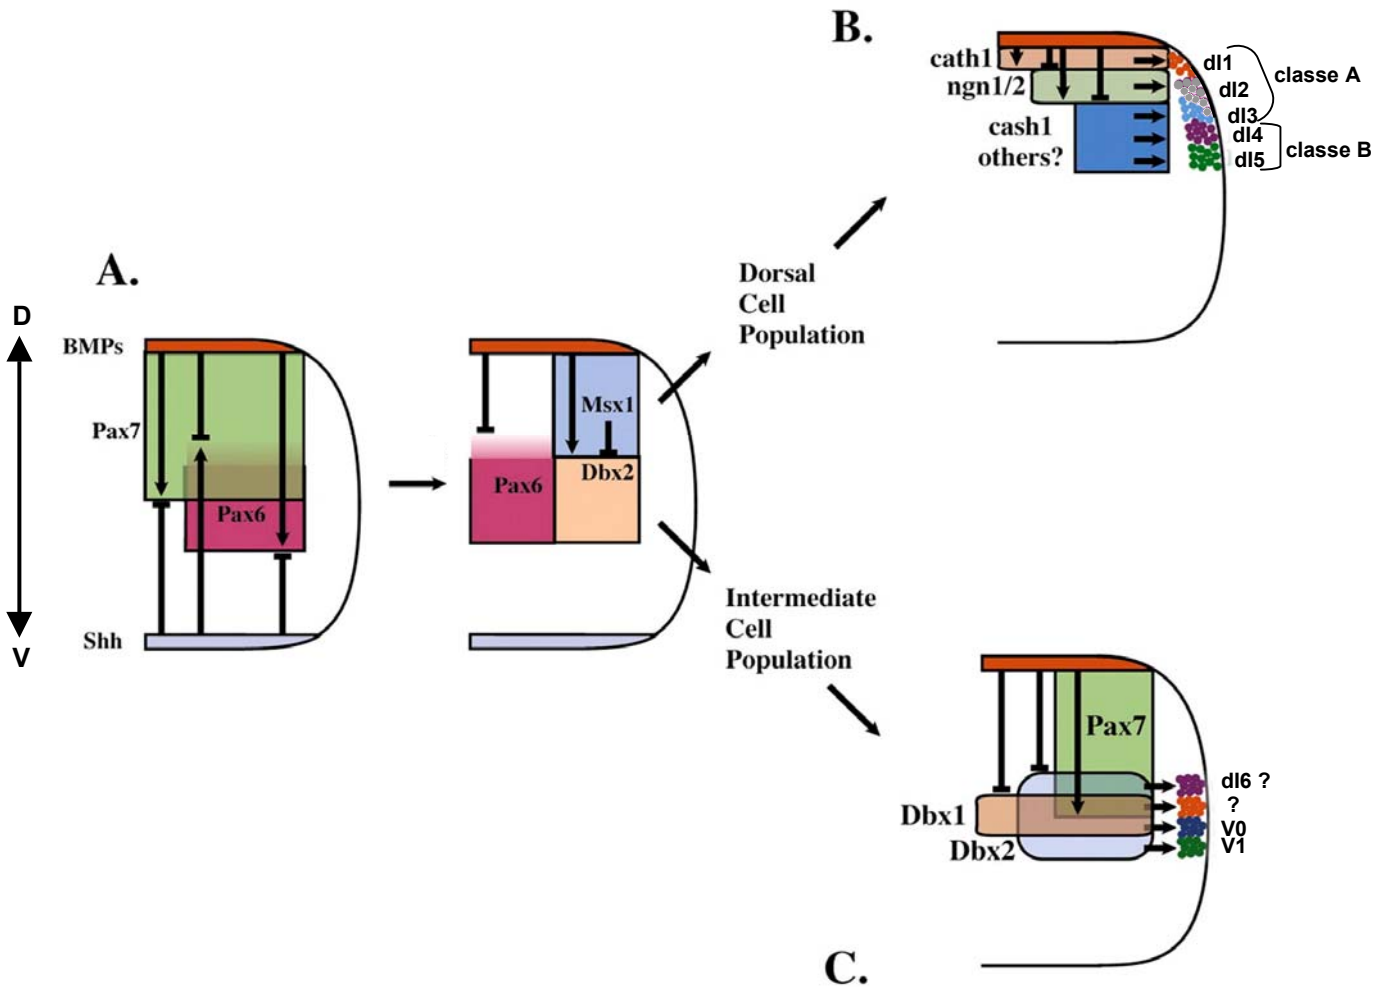 A.
D
BMPs
Pax7
Pax6
Shh
V
Msx1
Pax6
Dbx2
Dorsal
Cell
Population
Intermediate
Cell
Population
B.
cath1
ngn1/2
cash1
others?
dI1
dI2
dI3
dI4
dI5
classe A
classe B
C.
Pax7
Dbx1
Dbx2
dI6 ?
?
V0
V1